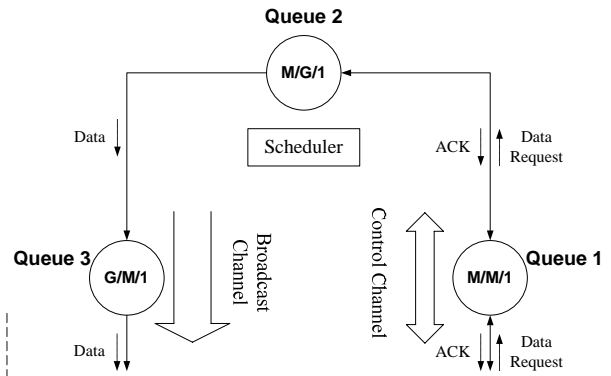 Queue 2
M/G/1
Data
Scheduler
ACK
Data
Request
Queue 3
G/M/1
Broadcast
Channel
Control Channel
M/M/1
Queue 1
Data
ACK
Data
Request